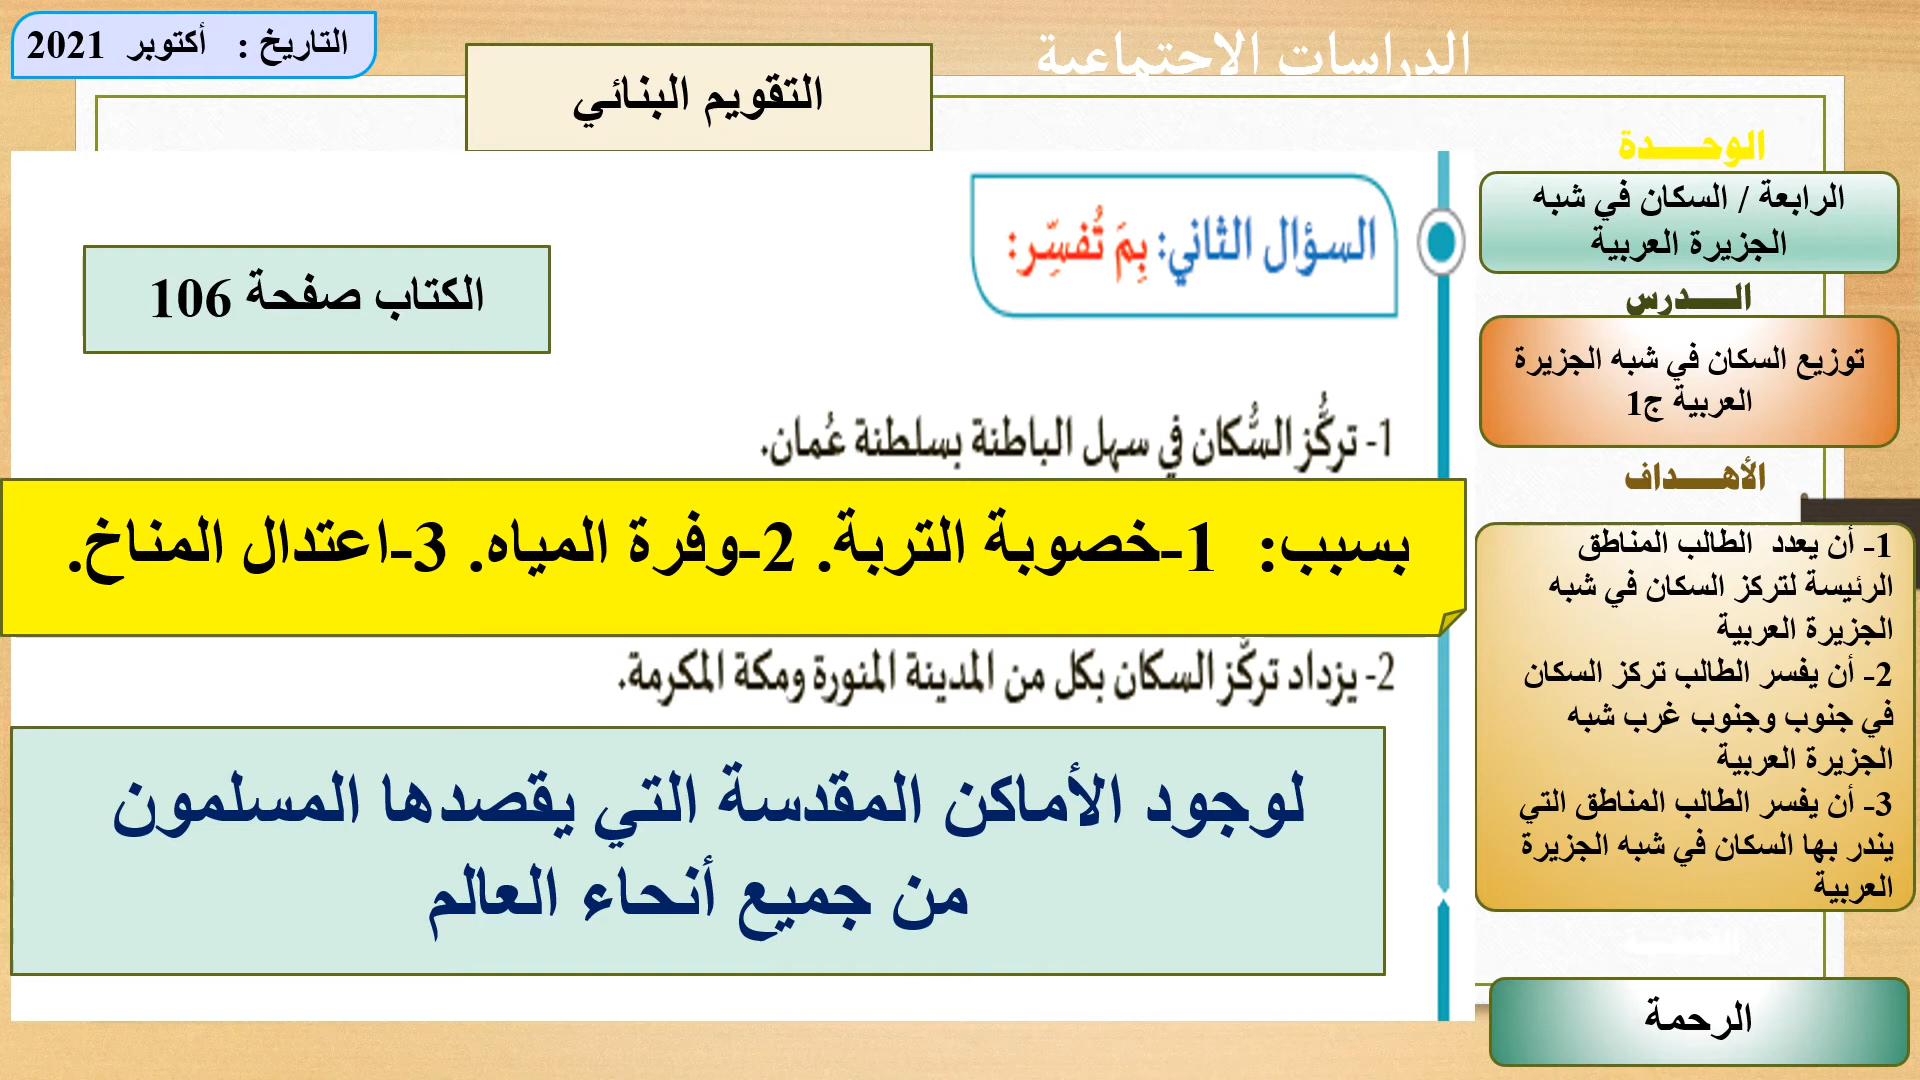 الدراسات الاجتماعية
التاريخ : أكتوبر 2021
التقويم البنائي
الوحـــدة
الرابعة / السكان في شبه
الجزيرة العربية
الـــدرس
توزيع السكان في شبه الجزيرة
العربية ج1
الأهـــداف
1- أن يعدد الطالب المناطق
الرئيسة لتركز السكان في شبه
الجزيرة العربية
2- أن يفسر الطالب تركز السكان
في جنوب وجنوب غرب شبه
الجزيرة العربية
3- أن يفسر الطالب المناطق التي
يندر بها السكان في شبه الجزيرة
العربية
الرحمة
السؤال الثاني: بِمَ تُفسِّر:
الكتاب صفحة 106
1- تركُّز السُّكان في سهل الباطنة بسلطنة عُمان.
بسبب: 1-خصوبة التربة. 2-وفرة المياه. 3-اعتدال المناخ.
2- يزداد تركّز السكان بكل من المدينة المنورة ومكة المكرمة.
لوجود الأماكن المقدسة التي يقصدها المسلمون
من جميع أنحاء العالم